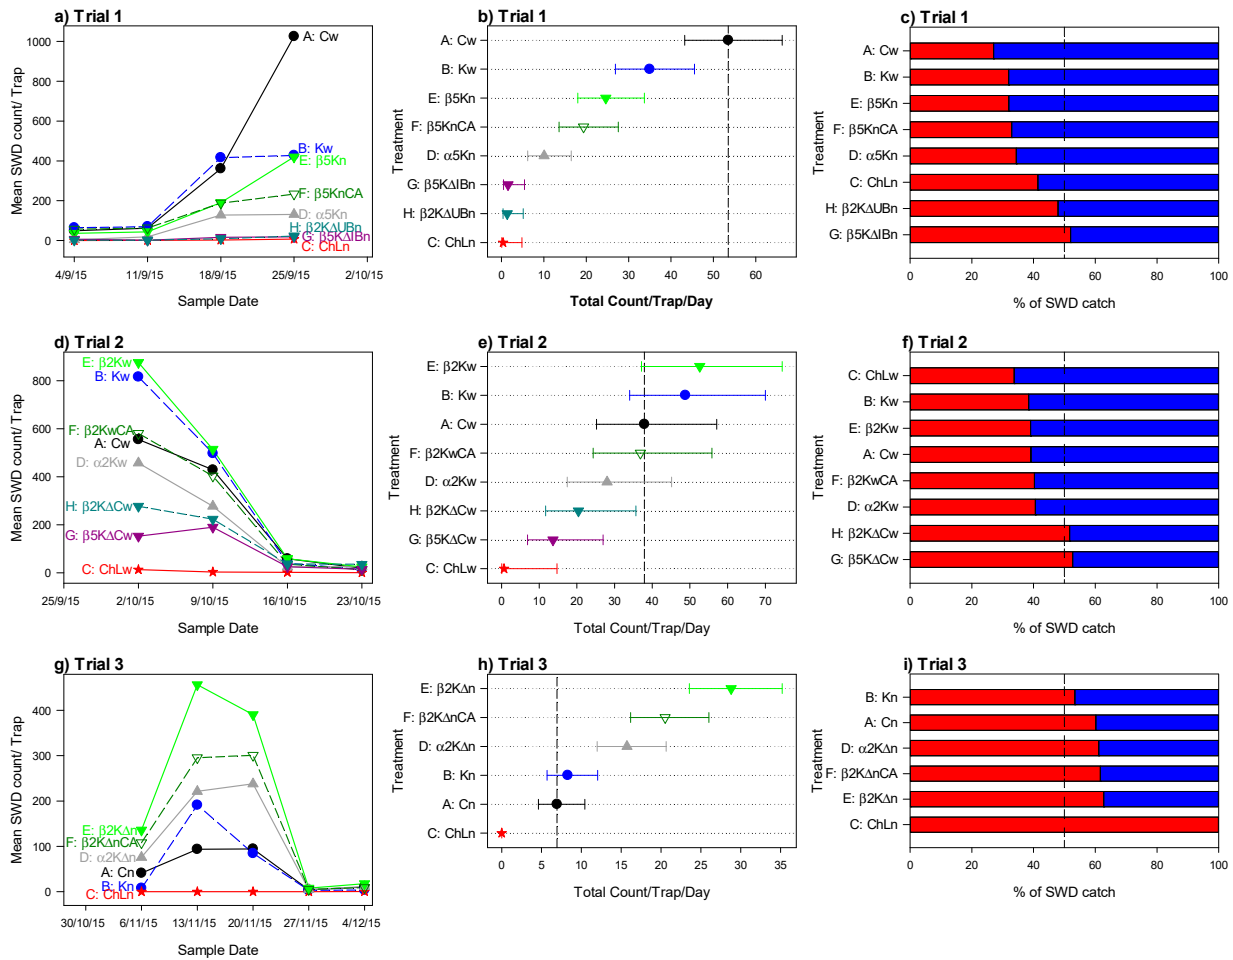 a) Trial 1
Mean SWD count/ Trap
1000
800
600
400
200
0
A: Cw
B: Kw
E: β5Kn
F: β5KnCA
D: α5Kn
H: β2KΔUBn
G: β5KΔIBn
C: ChLn
4/9/15 11/9/15 18/9/15 25/9/15 2/10/15
Sample Date
b) Trial 1
Treatment
A: Cw
B: Kw
E: β5Kn
F: β5KnCA
D: α5Kn
G: β5KΔIBn
H: β2KΔUBn
C: ChLn
0 10 20 30 40 50 60
Total Count/Trap/Day
c) Trial 1
Treatment
A: Cw
B: Kw
E: β5Kn
F: β5KnCA
D: α5Kn
C: ChLn
H: β2KΔUBn
G: β5KΔIBn
0 20 40 60 80 100
% of SWD catch
d) Trial 2
Mean SWD count/ Trap
800
600
400
200
0
E: β2Kw
B: Kw
F: β2KwCA
A: Cw
D: α2Kw
H: β2KΔCw
G: β5KΔCw
C: ChLw
25/9/15 2/10/15 9/10/15 16/10/15 23/10/15
Sample Date
e) Trial 2
Treatment
E: β2Kw
B: Kw
A: Cw
F: β2KwCA
D: α2Kw
H: β2KΔCw
G: β5KΔCw
C: ChLw
0 10 20 30 40 50 60 70
Total Count/Trap/Day
f) Trial 2
Treatment
C: ChLw
B: Kw
E: β2Kw
A: Cw
F: β2KwCA
D: α2Kw
H: β2KΔCw
G: β5KΔCw
0 20 40 60 80 100
% of SWD catch
g) Trial 3
Mean SWD count/ Trap
400
300
200
100
0
E: β2KΔn
F: β2KΔnCA
D: α2KΔn
A: Cn
B: Kn
C: ChLn
30/10/15 6/11/15 13/11/15 20/11/15 27/11/15 4/12/15
Sample Date
h) Trial 3
Treatment
E: β2KΔn
F: β2KΔnCA
D: α2KΔn
B: Kn
A: Cn
C: ChLn
0 5 10 15 20 25 30 35
Total Count/Trap/Day
i) Trial 3
Treatment
B: Kn
A: Cn
D: α2KΔn
F: β2KΔnCA
E: β2KΔn
C: ChLn
0 20 40 60 80 100
% of SWD catch